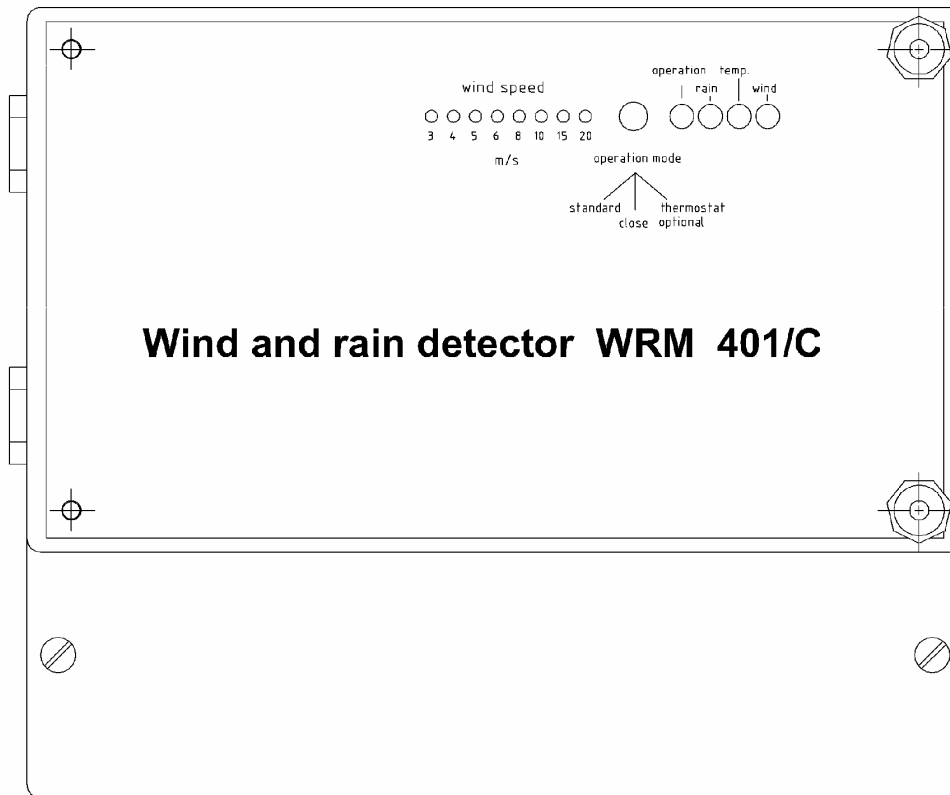 operation temp.
wind speed rain wind
3 4 5 6 8 10 15 20
m/s operation mode
standard thermostat
close optional
Wind and rain detector WRM 401/C